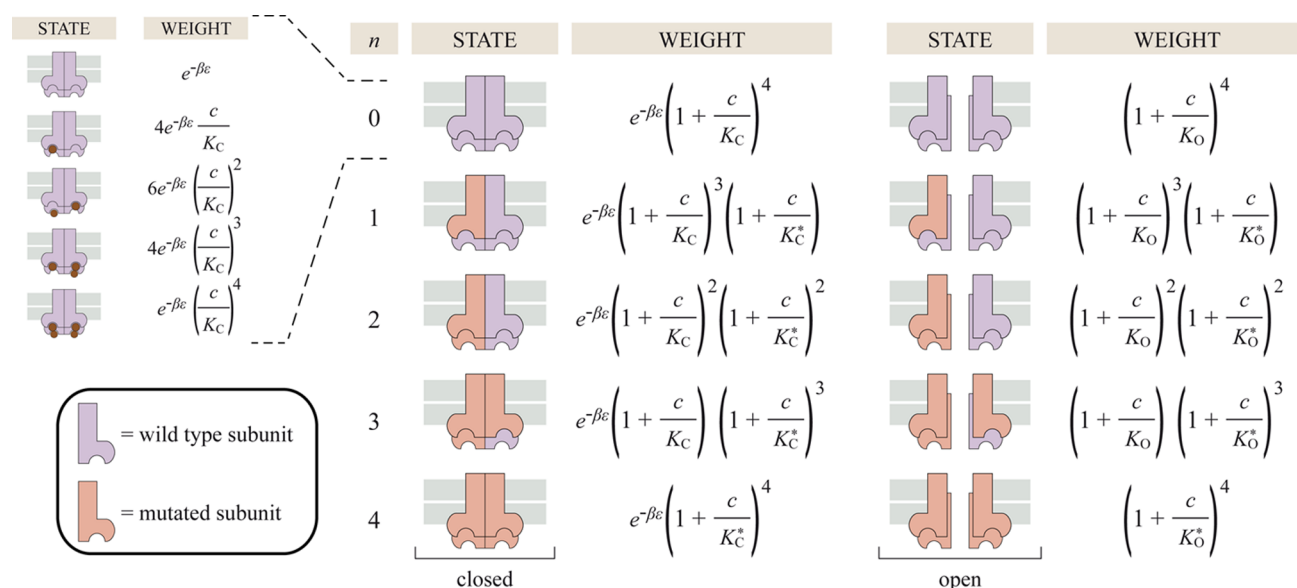 STATE WEIGHT
e^{-βε}
4e^{-βε} c/K_C
6e^{-βε} (c/K_C)^2
4e^{-βε} (c/K_C)^3
e^{-βε} (c/K_C)^4
= wild type subunit
= mutated subunit
n STATE WEIGHT STATE WEIGHT
0 e^{-βε}(1 + c/K_C)^4 (1 + c/K_O)^4
1 e^{-βε}(1 + c/K_C)^3 (1 + c/K_C^*) (1 + c/K_O)^3 (1 + c/K_O^*)
2 e^{-βε}(1 + c/K_C)^2 (1 + c/K_C^*)^2 (1 + c/K_O)^2 (1 + c/K_O^*)^2
3 e^{-βε}(1 + c/K_C) (1 + c/K_C^*)^3 (1 + c/K_O) (1 + c/K_O^*)^3
4 e^{-βε}(1 + c/K_C^*)^4 (1 + c/K_O^*)^4
closed open